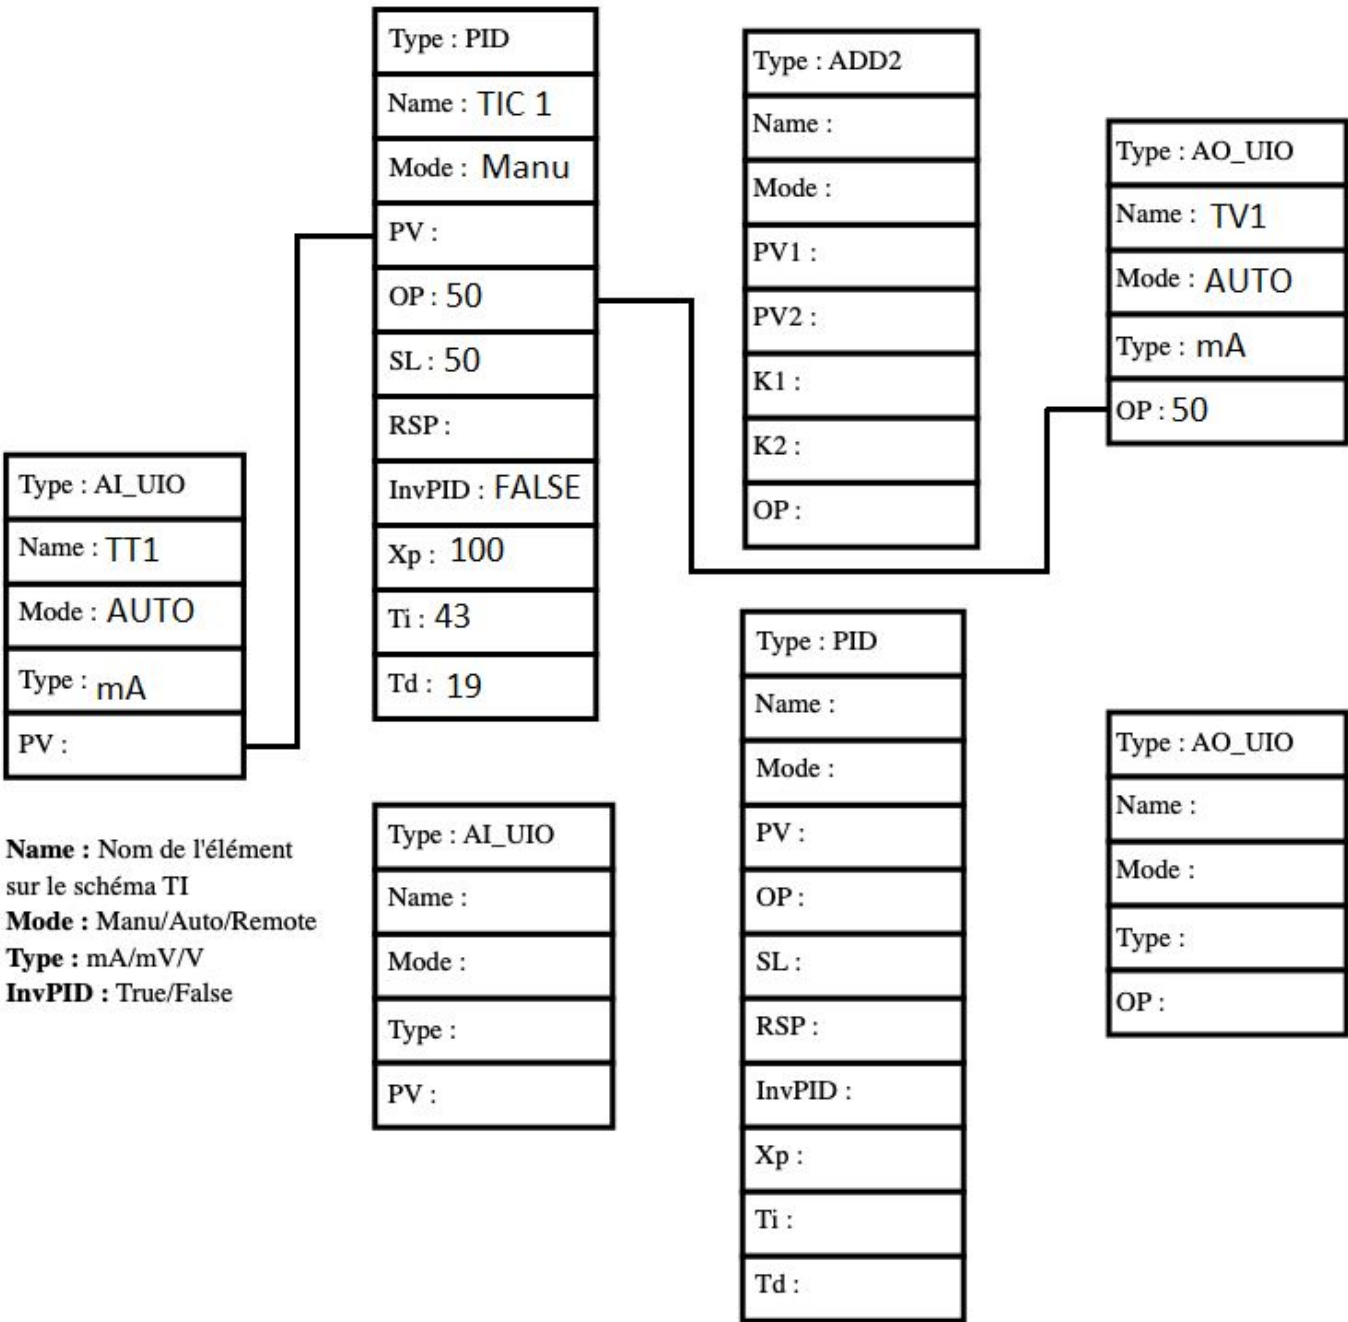 Type : PID
Name : TIC 1
Mode : Manu
PV :
OP : 50
SL : 50
RSP :
InvPID : FALSE
Xp : 100
Ti : 43
Td : 19
Type : ADD2
Name :
Mode :
PV1 :
PV2 :
K1 :
K2 :
OP :
Type : AO_UIO
Name : TV1
Mode : AUTO
Type : mA
OP : 50
Type : AI_UIO
Name : TT1
Mode : AUTO
Type : mA
PV :
Name : Nom de l'élément
sur le schéma TI
Mode : Manu/Auto/Remote
Type : mA/mV/V
InvPID : True/False
Type : AI_UIO
Name :
Mode :
Type :
PV :
Type : PID
Name :
Mode :
PV :
OP :
SL :
RSP :
InvPID :
Xp :
Ti :
Td :
Type : AO_UIO
Name :
Mode :
Type :
OP :